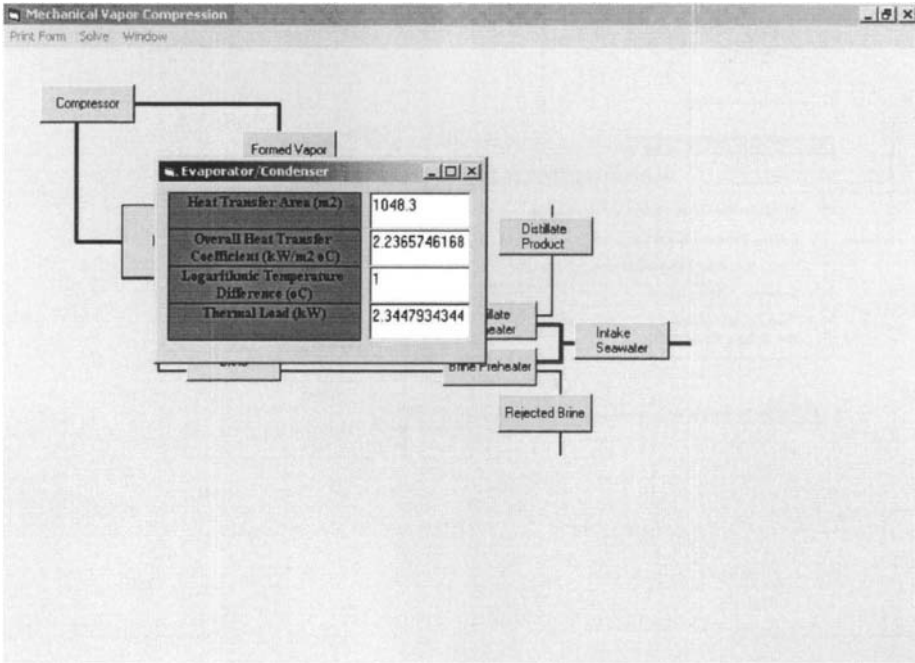 Mechanical Vapor Compression
Print Form Solve Window
Compressor
Formed Vapor
Evaporator/Condenser
Heat Transfer Area (m2) 1048.3
Overall Heat Transfer
Coefficient (kW/m2 oC) 2.2365746168
Logarithmic Temperature
Difference (oC) 1
Thermal Load (kW) 2.3447934344
Distillate
Product
Intake
Seawater
Brine Preheater
Rejected Brine